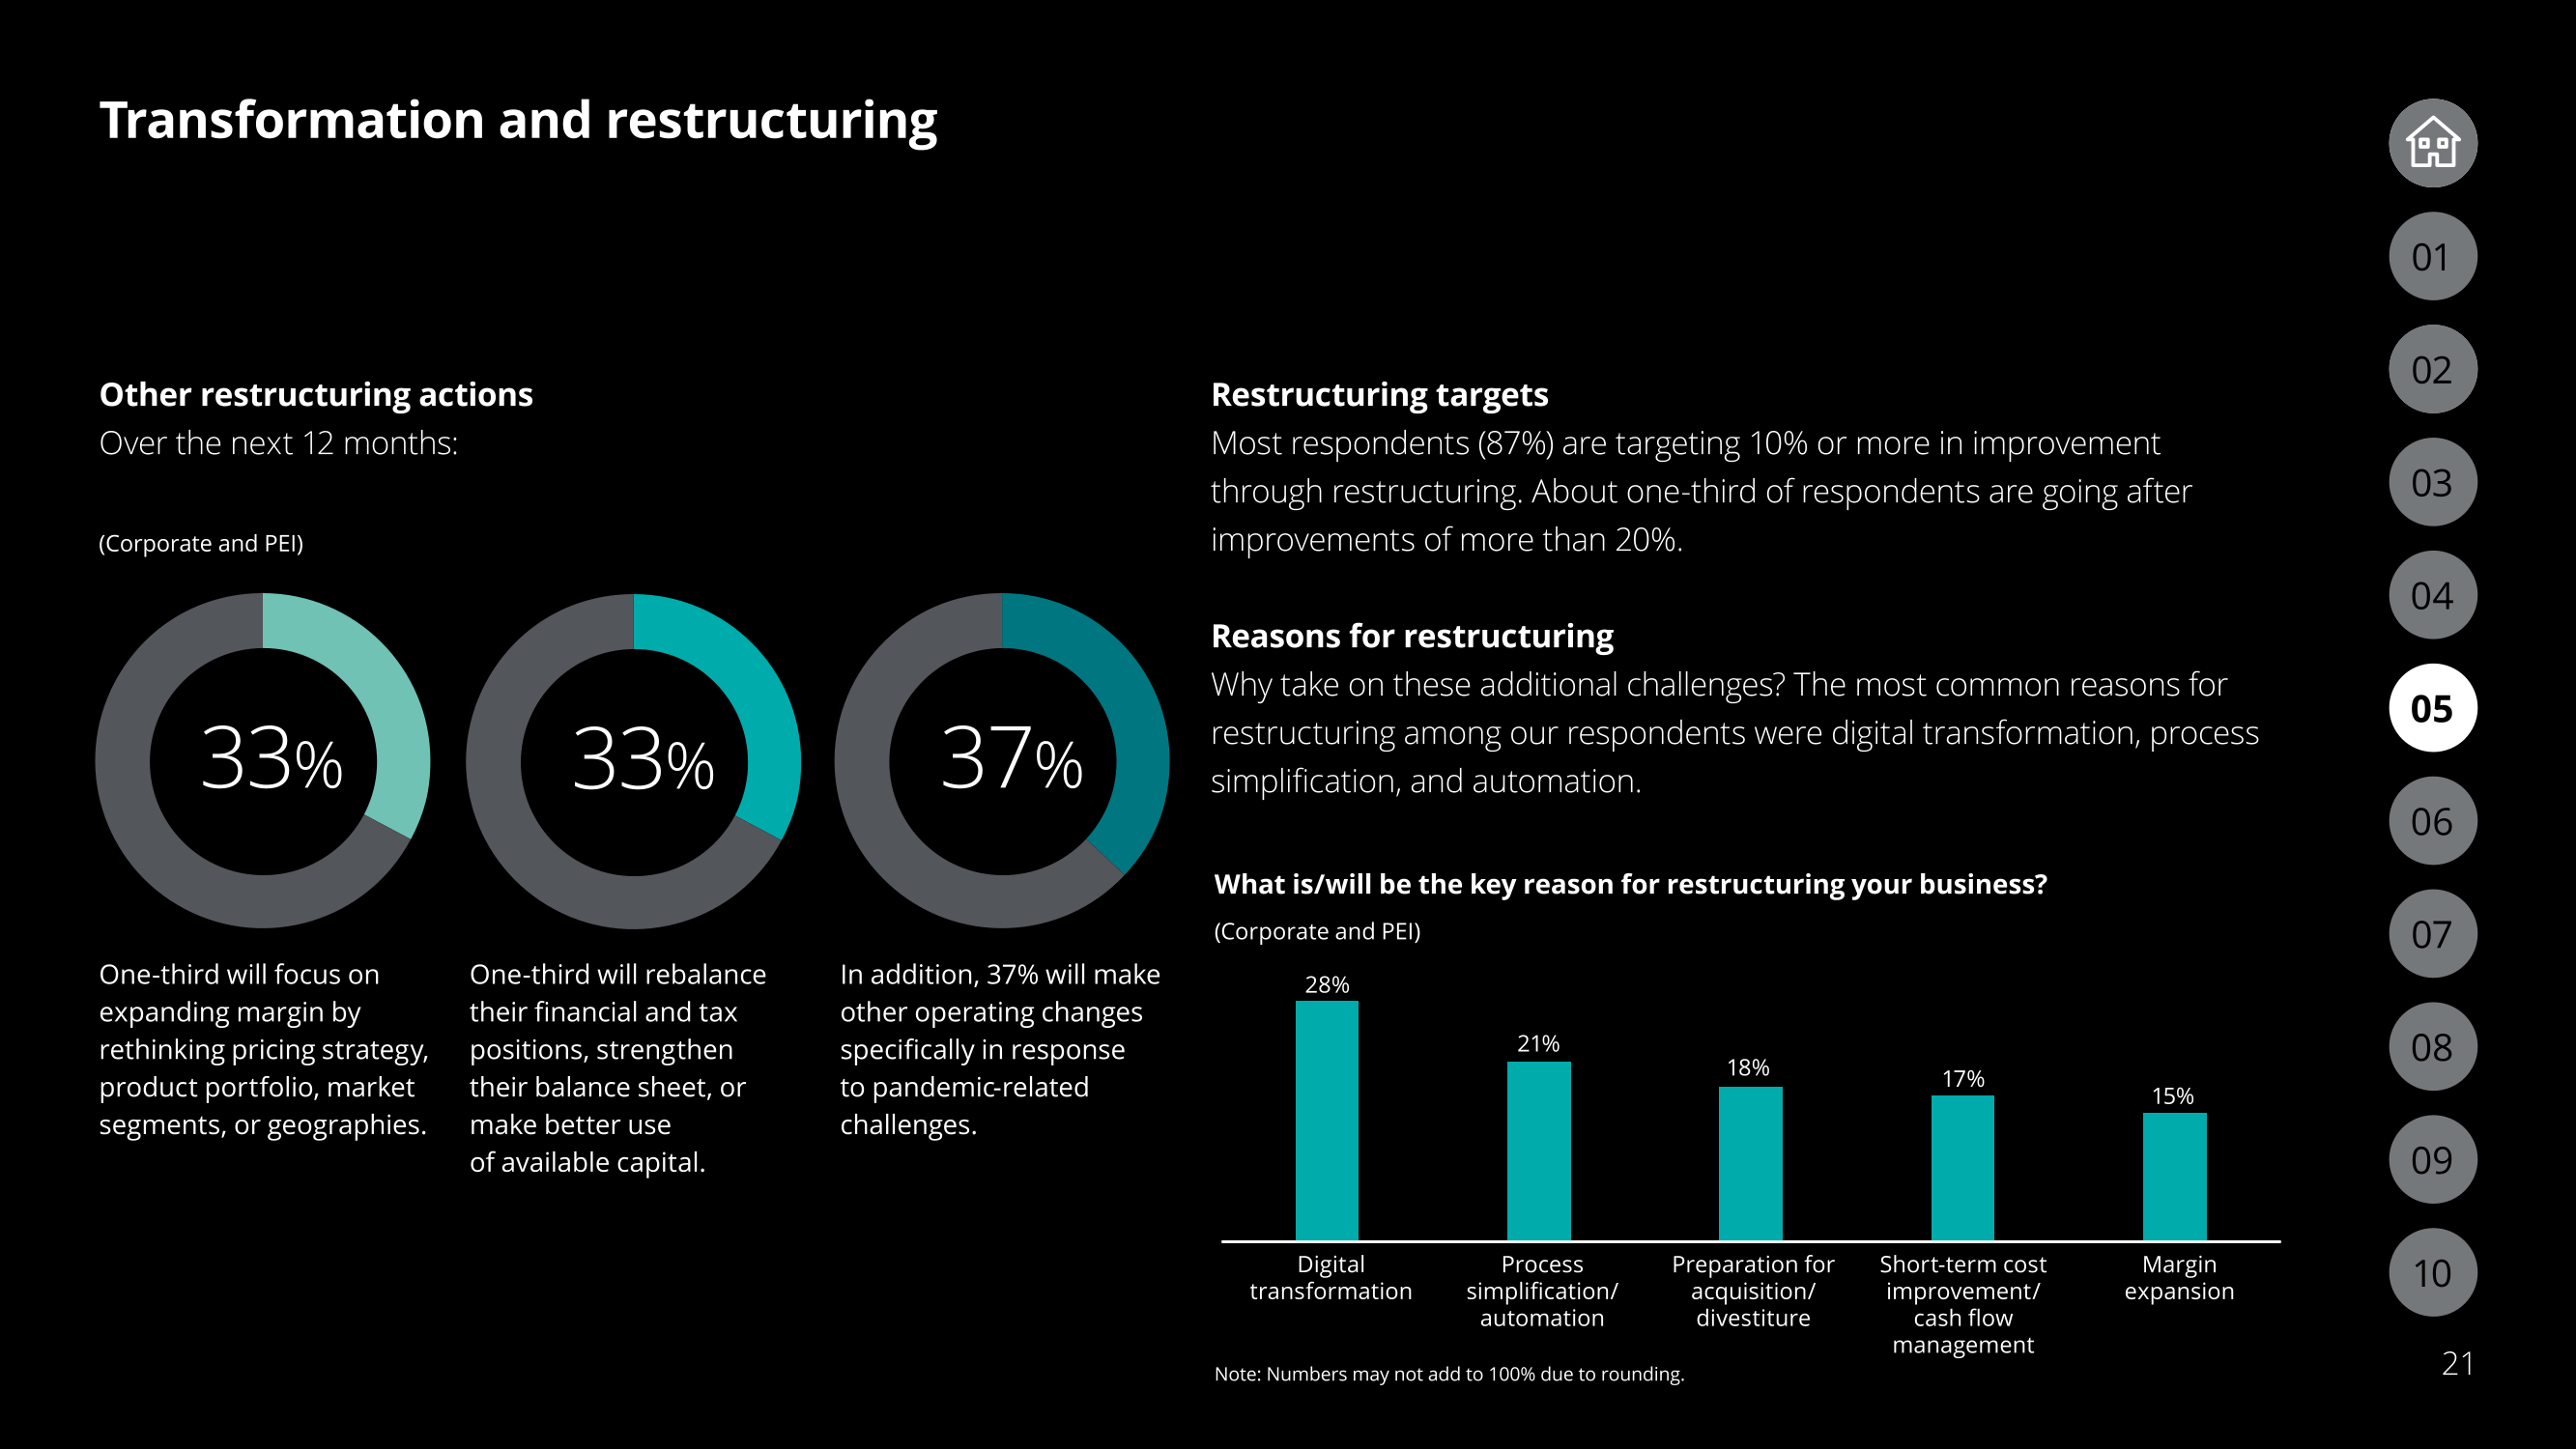 Transformation and restructuring
Other restructuring actions
Over the next 12 months:
(Corporate and PEI)
33%
33%
37%
One-third will focus on
expanding margin by
rethinking pricing strategy,
product portfolio, market
segments, or geographies.
One-third will rebalance
their financial and tax
positions, strengthen
their balance sheet, or
make better use
of available capital.
In addition, 37% will make
other operating changes
specifically in response
to pandemic-related
challenges.
Restructuring targets
Most respondents (87%) are targeting 10% or more in improvement
through restructuring. About one-third of respondents are going after
improvements of more than 20%.
Reasons for restructuring
Why take on these additional challenges? The most common reasons for
restructuring among our respondents were digital transformation, process
simplification, and automation.
What is/will be the key reason for restructuring your business?
(Corporate and PEI)
28%
21%
18%
17%
15%
Digital
transformation
Process
simplification/
automation
Preparation for
acquisition/
divestiture
Short-term cost
improvement/
cash flow
management
Margin
expansion
Note: Numbers may not add to 100% due to rounding.
01
02
03
04
05
06
07
08
09
10
21